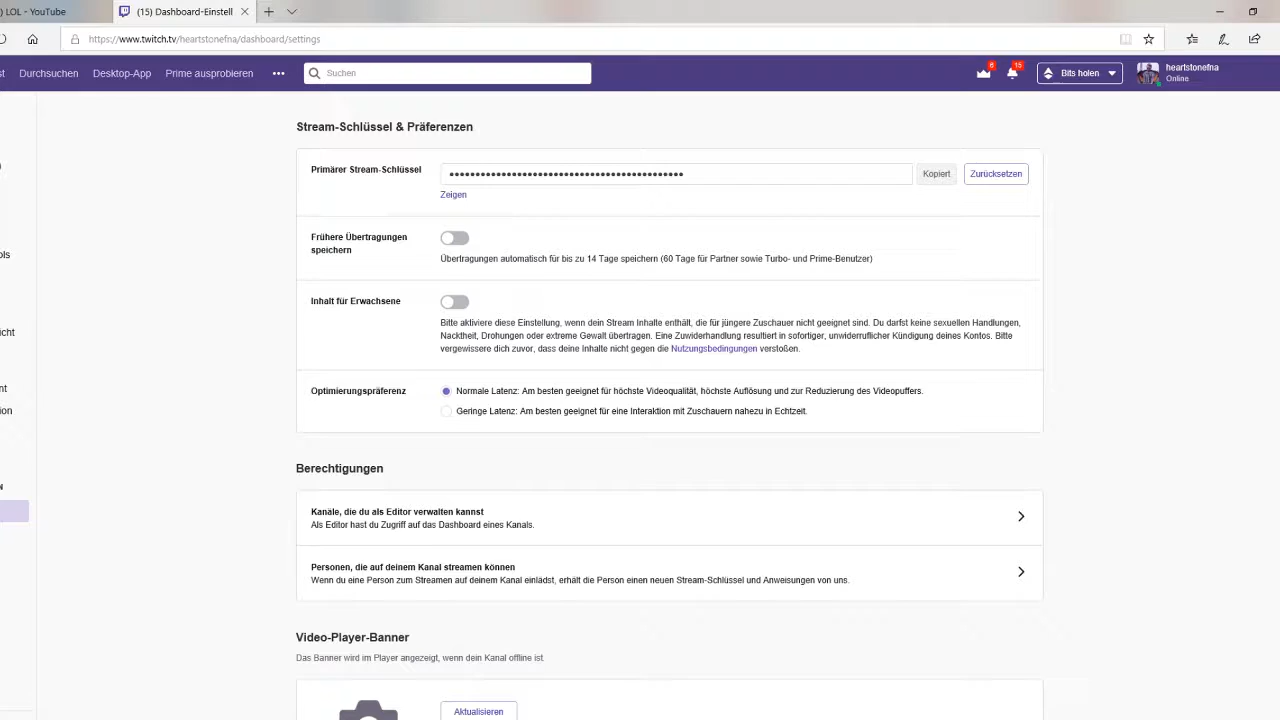 LOL - YouTube
(15) Dashboard-Einstell
https://www.twitch.tv/heartstonefna/dashboard/settings
st
Durchsuchen
Desktop-App
Prime ausprobieren
Suchen
6
15
Bits holen
heartstonefna
Online
Stream-Schlüssel & Präferenzen
Primärer Stream-Schlüssel
Kopiert
Zurücksetzen
Zeigen
Frühere Übertragungen
speichern
Übertragungen automatisch für bis zu 14 Tage speichern (60 Tage für Partner sowie Turbo- und Prime-Benutzer)
ols
Inhalt für Erwachsene
Bitte aktiviere diese Einstellung, wenn dein Stream Inhalte enthält, die für jüngere Zuschauer nicht geeignet sind. Du darfst keine sexuellen Handlungen,
Nacktheit, Drohungen oder extreme Gewalt übertragen. Eine Zuwiderhandlung resultiert in sofortiger, unwiderruflicher Kündigung deines Kontos. Bitte
vergewissere dich zuvor, dass deine Inhalte nicht gegen die Nutzungsbedingungen verstoßen.
icht
nt
ion
Optimierungspräferenz
Normale Latenz: Am besten geeignet für höchste Videoqualität, höchste Auflösung und zur Reduzierung des Videopuffers.
Geringe Latenz: Am besten geeignet für eine Interaktion mit Zuschauern nahezu in Echtzeit.
Berechtigungen
Kanäle, die du als Editor verwalten kannst
Als Editor hast du Zugriff auf das Dashboard eines Kanals.
Personen, die auf deinem Kanal streamen können
Wenn du eine Person zum Streamen auf deinem Kanal einlädst, erhält die Person einen neuen Stream-Schlüssel und Anweisungen von uns.
Video-Player-Banner
Das Banner wird im Player angezeigt, wenn dein Kanal offline ist
Aktualisieren